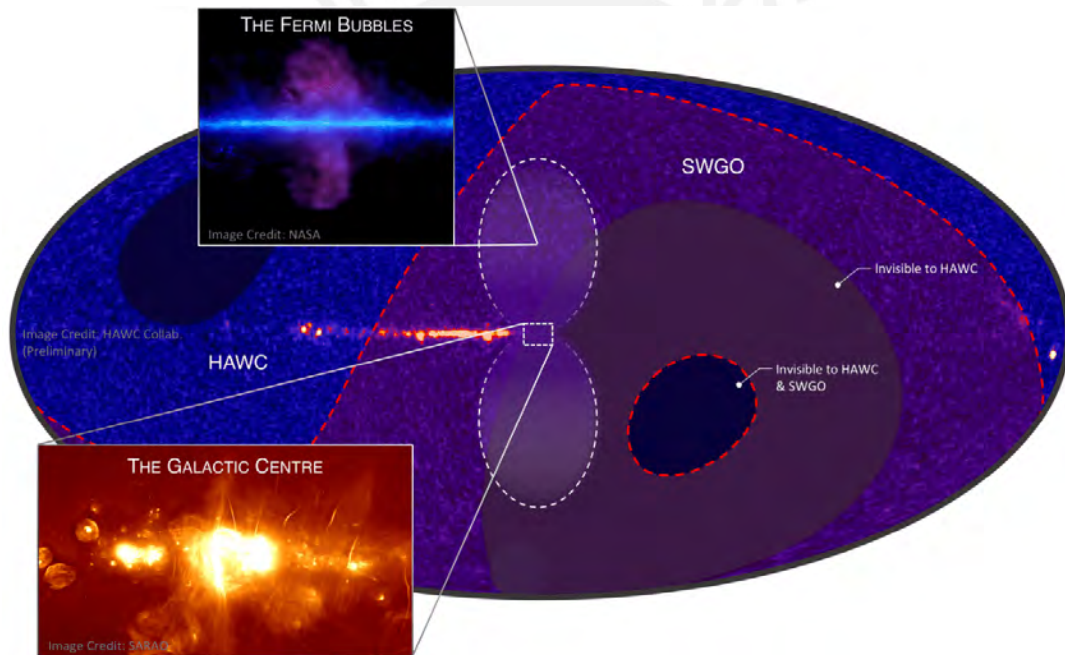 THE FERMI BUBBLES
Image Credit: NASA
SWGO
Invisible to HAWC
Image Credit, HAWC Collab.
(Preliminary)
HAWC
Invisible to HAWC
& SWGO
THE GALACTIC CENTRE
Image Credit: SARAO